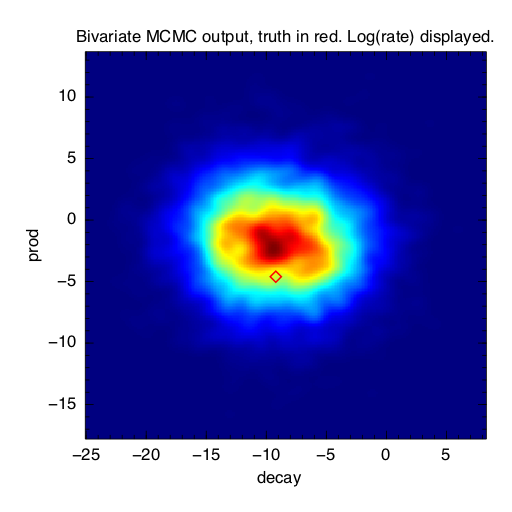 Bivariate MCMC output, truth in red. Log(rate) displayed.
10
5
0
−5
−10
−15
prod
−25 −20 −15 −10 −5 0 5
decay